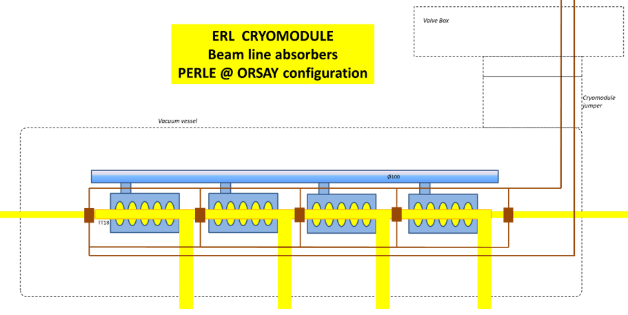 ERL CRYOMODULE
Beam line absorbers
PERLE @ ORSAY configuration
Valve Box
Cryomodule
jumper
Vacuum vessel
Ø100